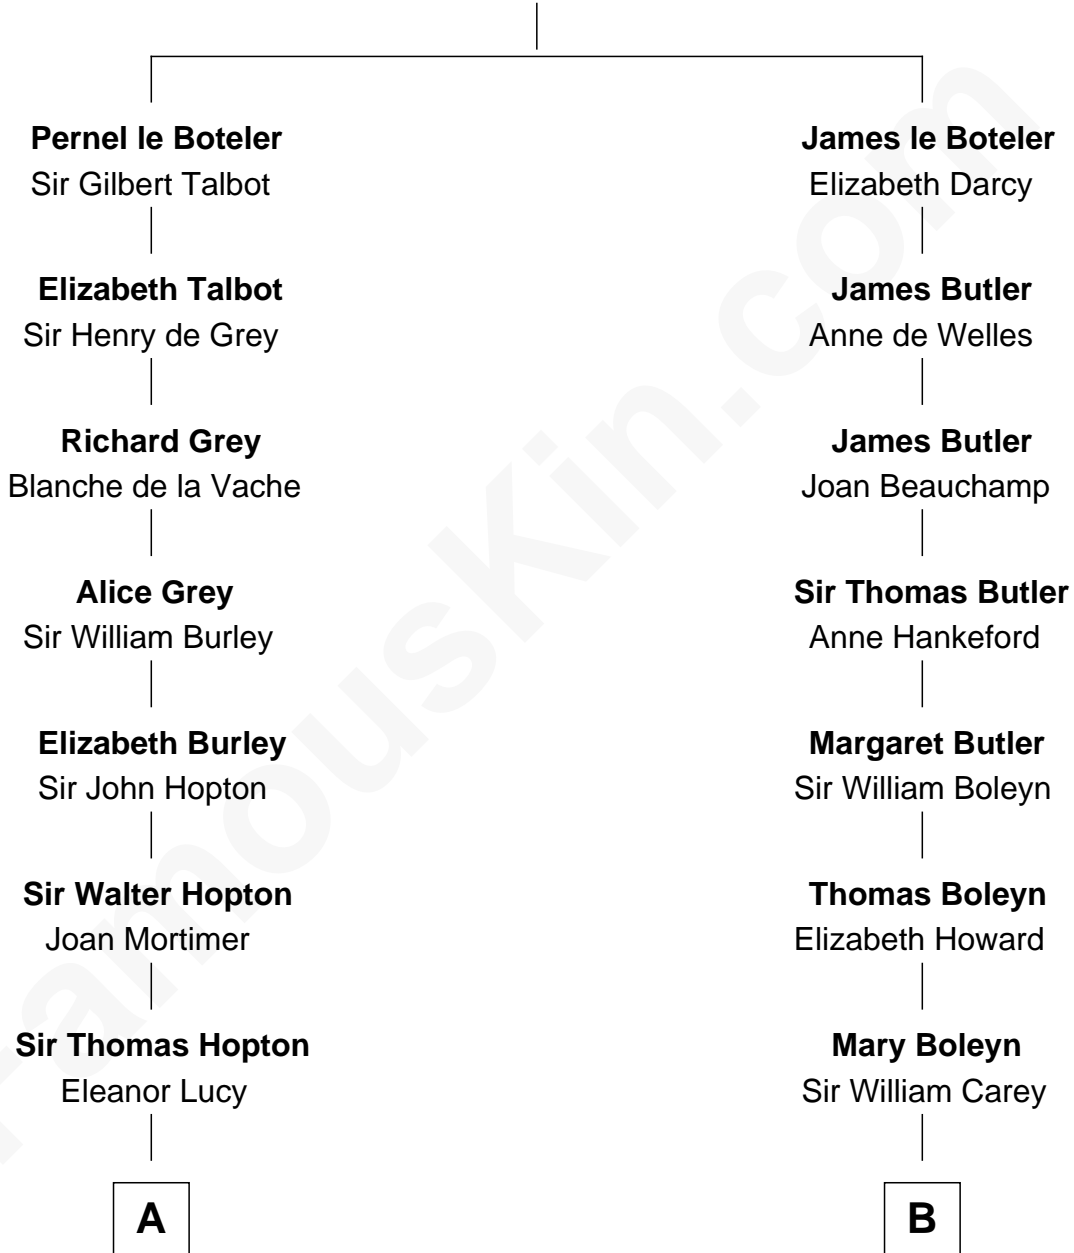 Pernel le Boteler
Sir Gilbert Talbot
Elizabeth Talbot
Sir Henry de Grey
Richard Grey
Blanche de la Vache
Alice Grey
Sir William Burley
Elizabeth Burley
Sir John Hopton
Sir Walter Hopton
Joan Mortimer
Sir Thomas Hopton
Eleanor Lucy
A
James le Boteler
Elizabeth Darcy
James Butler
Anne de Welles
James Butler
Joan Beauchamp
Sir Thomas Butler
Anne Hankeford
Margaret Butler
Sir William Boleyn
Thomas Boleyn
Elizabeth Howard
Mary Boleyn
Sir William Carey
B
FamousKin.com